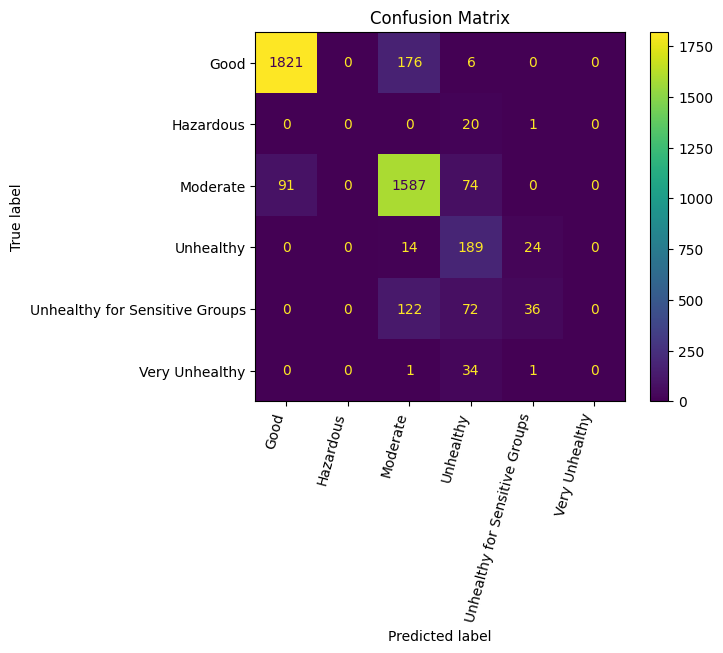 Confusion Matrix
Good 1821 0 176 6 0 0
Hazardous 0 0 0 20 1 0
Moderate 91 0 1587 74 0 0
Unhealthy 0 0 14 189 24 0
Unhealthy for Sensitive Groups 0 0 122 72 36 0
Very Unhealthy 0 0 1 34 1 0
True label
Good
Hazardous
Moderate
Unhealthy
Unhealthy for Sensitive Groups
Very Unhealthy
Predicted label
1750
1500
1250
1000
750
500
250
0